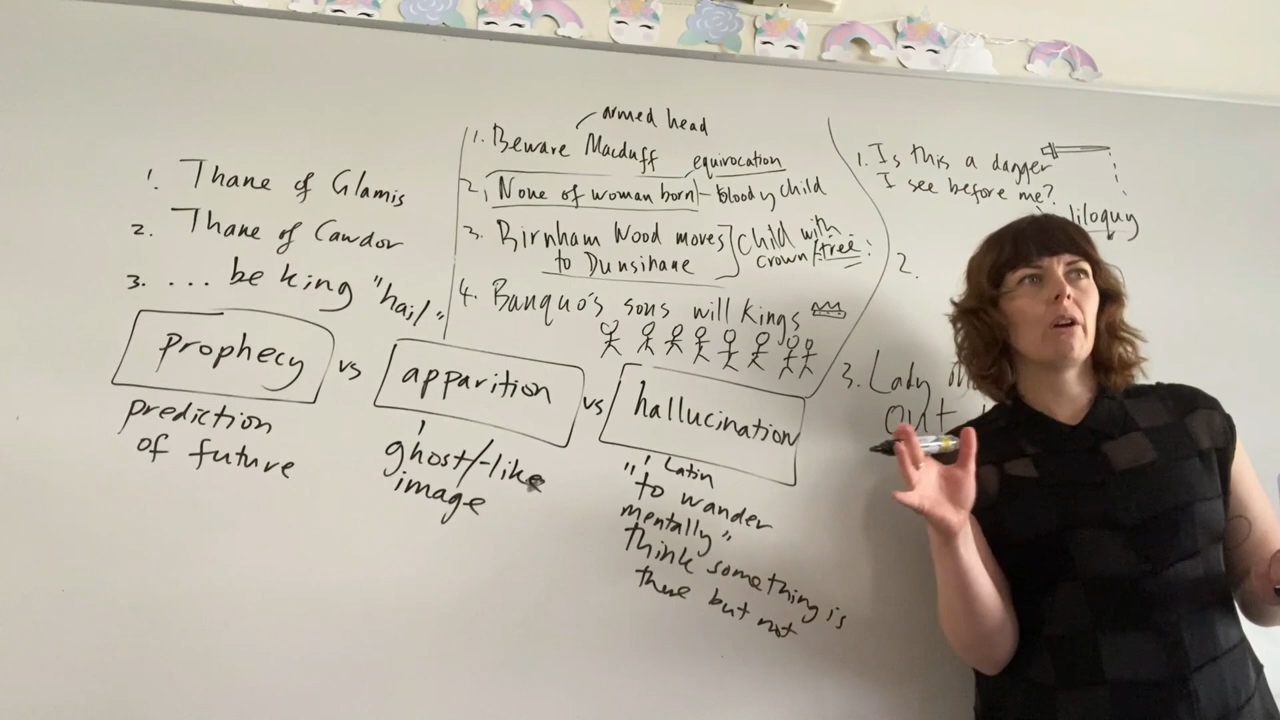 1. Thane of Glamis
2. Thane of Cawdor
3. ... be king "hail"
prophecy
prediction
of future
vs
armed head
1. Beware Macduff
equivocation
2. None of woman born - bloody child
3. Birnham Wood moves
to Dunsinane
child with
crown/tree
4. Banquo's sons will kings
apparition
ghost/-like
image
vs
hallucination
Latin
"to wander
mentally"
think something is
there but not
1. Is this a dagger
I see before me?
liloquy
2.
3. Lady
out